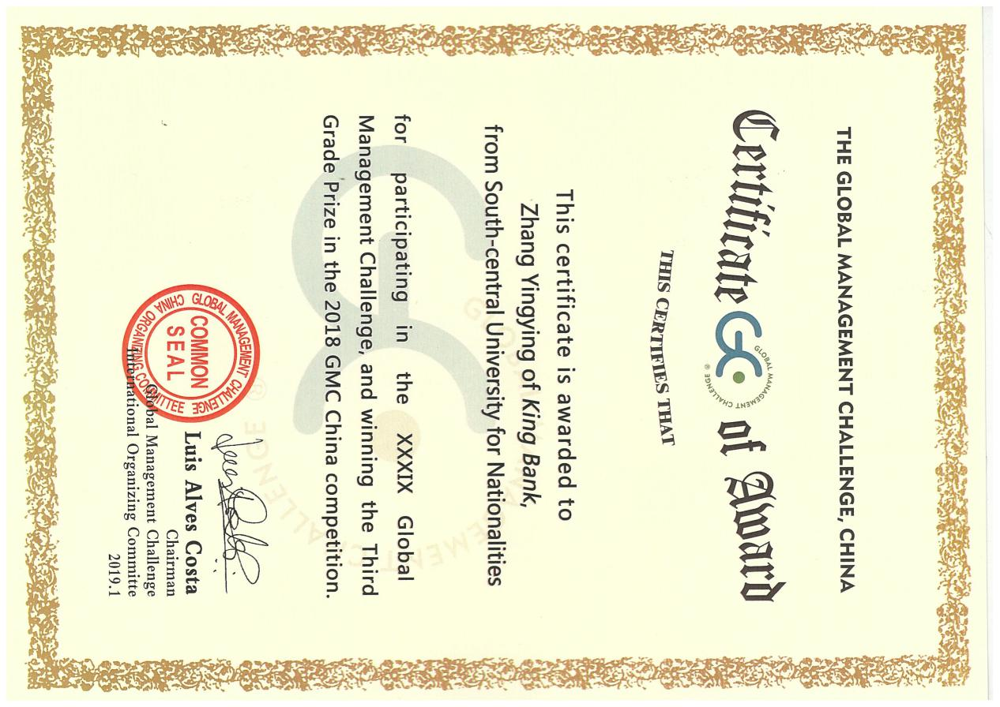 THE GLOBAL MANAGEMENT CHALLENGE, CHINA
Certificate of Award
GLOBAL MANAGEMENT CHALLENGE ®
THIS CERTIFIES THAT
This certificate is awarded to
Zhang Yingying of King Bank,
from South-central University for Nationalities
for participating in the XXXIX Global
Management Challenge, and winning the Third
Grade Prize in the 2018 GMC China competition.
GLOBAL MANAGEMENT CHALLENGE ®
Luis Alves Costa
Chairman
Global Management Challenge
International Organizing Committe
2019.1
GLOBAL MANAGEMENT CHALLENGE
CHINA ORGANIZING COMMITTEE
COMMON
SEAL